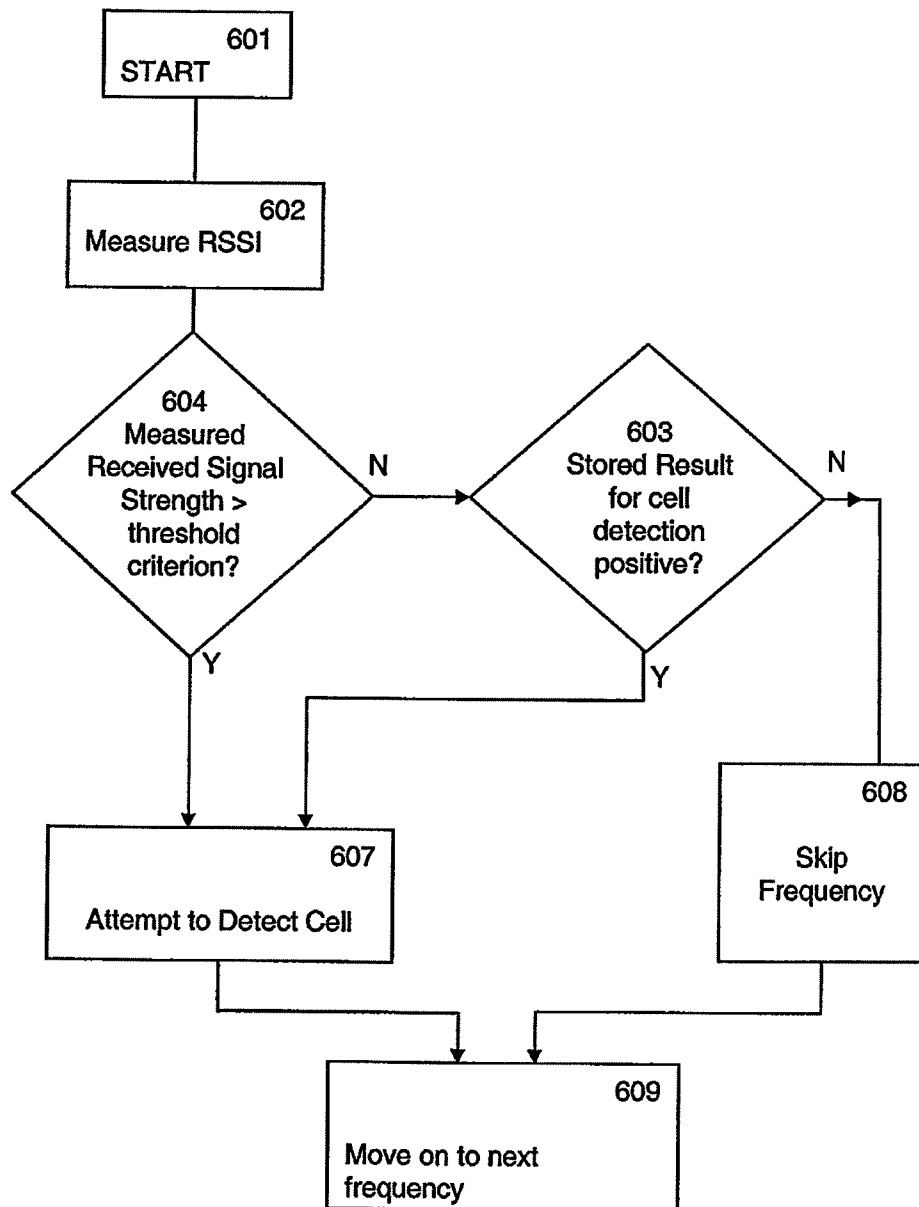 601
START
602
Measure RSSI
604
Measured
Received Signal
Strength >
threshold
criterion?
N
Y
603
Stored Result
for cell
detection
positive?
N
Y
607
Attempt to Detect Cell
608
Skip
Frequency
609
Move on to next
frequency